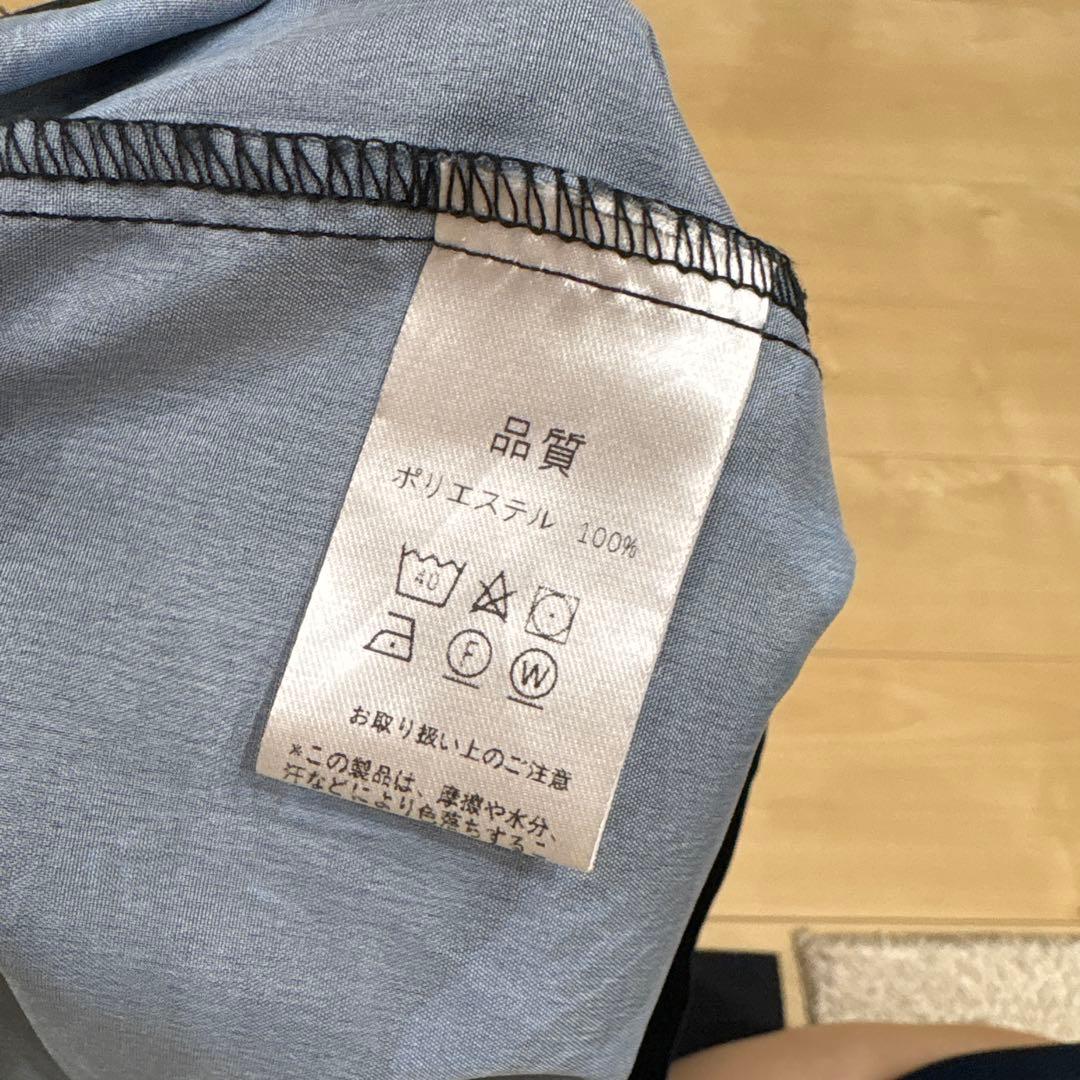 品質
ポリエステル 100%
40
F W
お取り扱い上のご注意
※この製品は、摩擦や水分、
汗などにより色落ちするこ